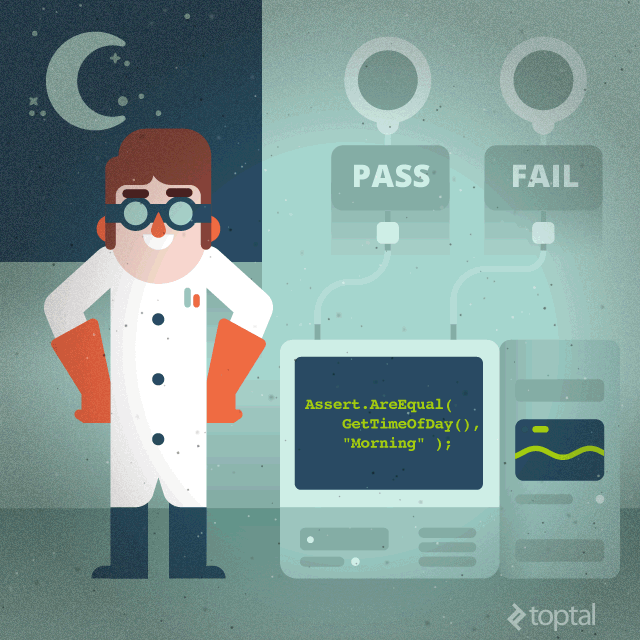 PASS
FAIL
Assert.AreEqual(
GetTimeOfDay(),
"Morning" );
toptal